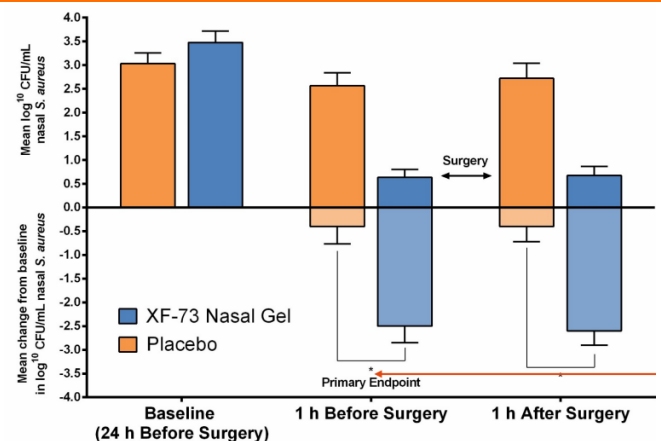 Mean log¹⁰ CFU/mL
nasal S. aureus
Mean change from baseline
in log¹⁰ CFU/mL nasal S. aureus
4.0
3.5
3.0
2.5
2.0
1.5
1.0
0.5
0.0
-0.5
-1.0
-1.5
-2.0
-2.5
-3.0
-3.5
-4.0
Surgery
XF-73 Nasal Gel
Placebo
*
*
Primary Endpoint
Baseline
(24 h Before Surgery)
1 h Before Surgery
1 h After Surgery